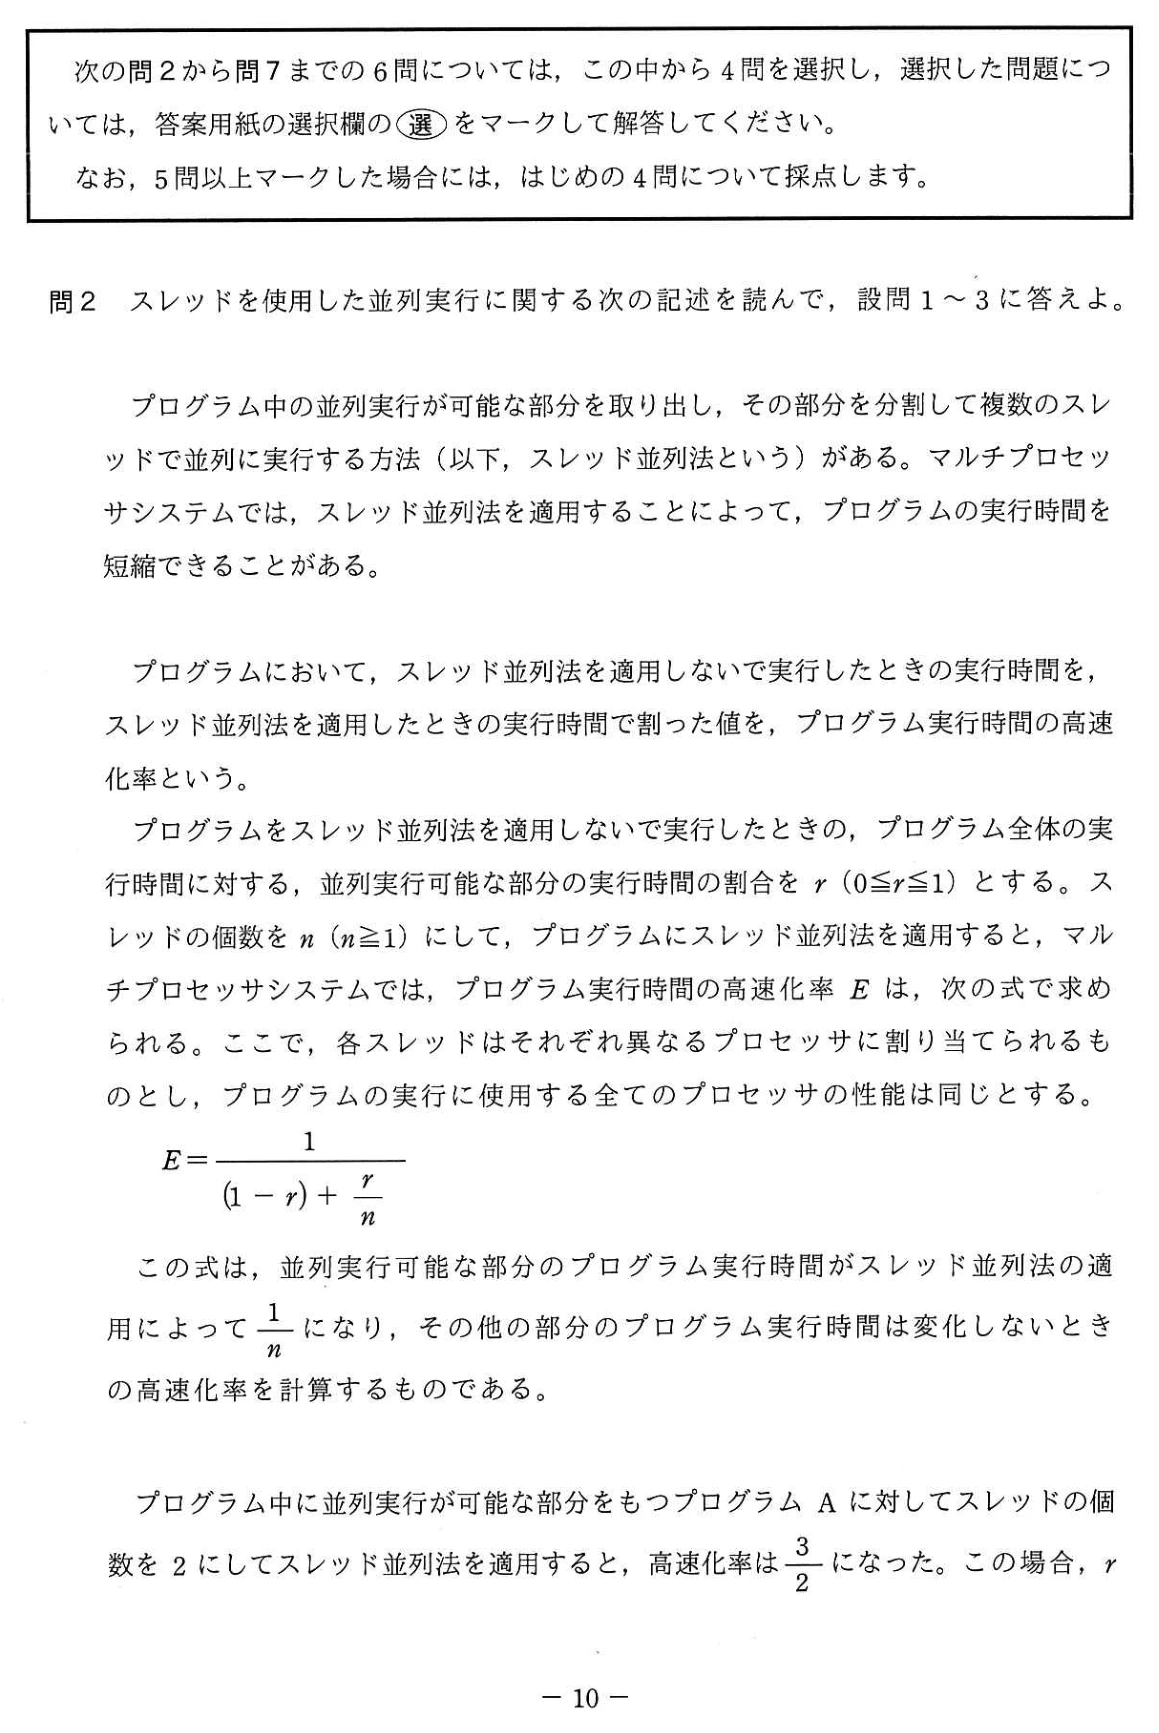 次の問2から問7までの6問については，この中から4問を選択し，選択した問題につ
いては，答案用紙の選択欄の選をマークして解答してください。
なお，5問以上マークした場合には，はじめの4問について採点します。
問2　スレッドを使用した並列実行に関する次の記述を読んで，設問1～3に答えよ。
プログラム中の並列実行が可能な部分を取り出し，その部分を分割して複数のスレ
ッドで並列に実行する方法（以下，スレッド並列法という）がある。マルチプロセッ
サシステムでは，スレッド並列法を適用することによって，プログラムの実行時間を
短縮できることがある。
プログラムにおいて，スレッド並列法を適用しないで実行したときの実行時間を，
スレッド並列法を適用したときの実行時間で割った値を，プログラム実行時間の高速
化率という。
プログラムをスレッド並列法を適用しないで実行したときの，プログラム全体の実
行時間に対する，並列実行可能な部分の実行時間の割合を r（0≦r≦1）とする。ス
レッドの個数を n（n≧1）にして，プログラムにスレッド並列法を適用すると，マル
チプロセッサシステムでは，プログラム実行時間の高速化率 E は，次の式で求め
られる。ここで，各スレッドはそれぞれ異なるプロセッサに割り当てられるも
のとし，プログラムの実行に使用する全てのプロセッサの性能は同じとする。
E = 1 / ((1 − r) + r/n)
この式は，並列実行可能な部分のプログラム実行時間がスレッド並列法の適
用によって 1/n になり，その他の部分のプログラム実行時間は変化しないとき
の高速化率を計算するものである。
プログラム中に並列実行が可能な部分をもつプログラム A に対してスレッドの個
数を 2 にしてスレッド並列法を適用すると，高速化率は 3/2 になった。この場合，r
− 10 −